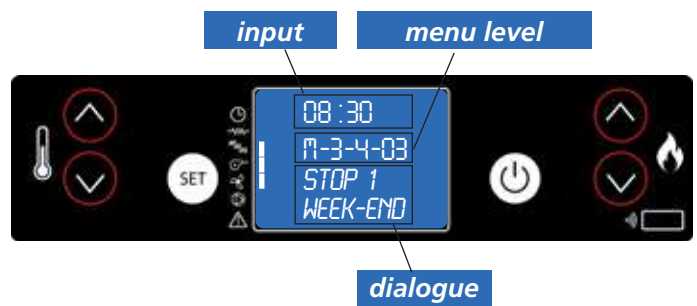 input
menu level
08:30
M-3-4-03
SET
STOP 1
WEEK-END
dialogue